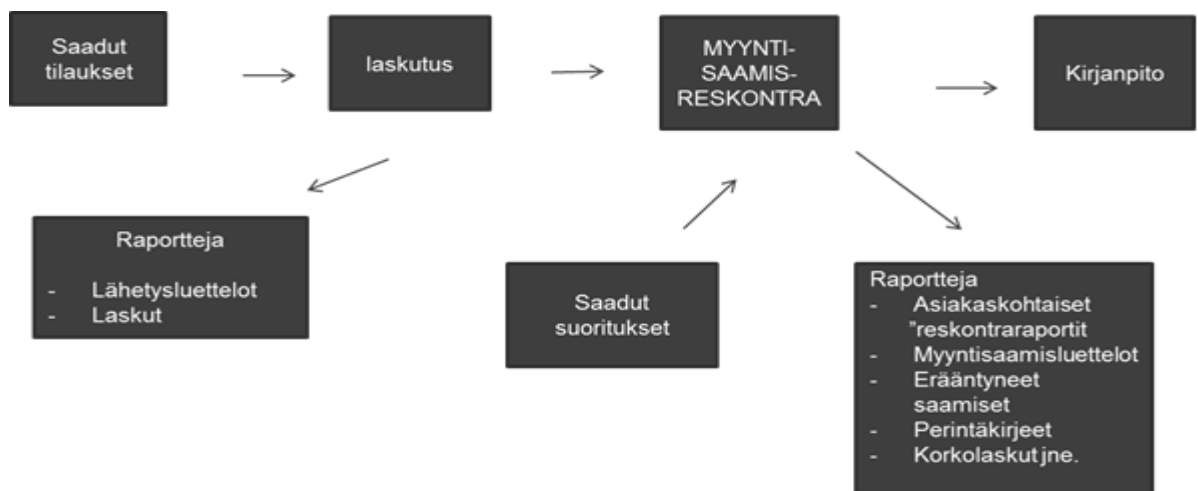 Saadut
tilaukset
laskutus
MYYNTI-
SAAMIS-
RESKONTRA
Kirjanpito
Raportteja
- Lähetysluettelot
- Laskut
Saadut
suoritukset
Raportteja
- Asiakaskohtaiset
"reskontraraportit
- Myyntisaamisluettelot
- Erääntyneet
saamiset
- Perintäkirjeet
- Korkolaskut jne.